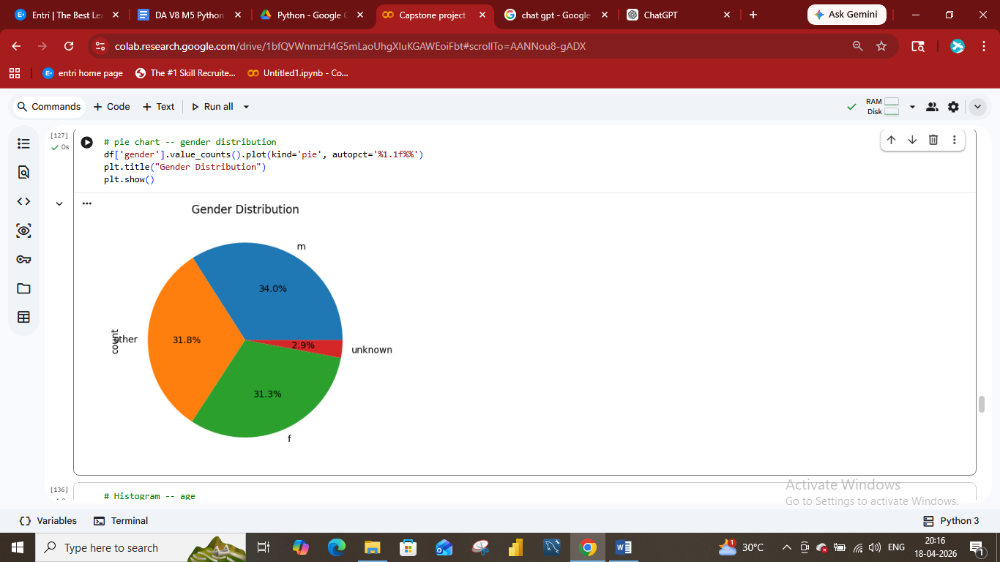 Entri | The Best Le
DA V8 M5 Python
Python - Google C
Capstone project -
chat gpt - Google
ChatGPT
Ask Gemini
colab.research.google.com/drive/1bfQVWnmzH4G5mLaoUhgXluKGAWEoiFbt#scrollTo=AANNou8-gADX
entri home page
The #1 Skill Recruite...
Untitled1.ipynb - Co...
Commands
+ Code
+ Text
Run all
RAM
Disk
[127]
0s
# pie chart -- gender distribution
df['gender'].value_counts().plot(kind='pie', autopct='%1.1f%%')
plt.title("Gender Distribution")
plt.show()
Gender Distribution
m
34.0%
other
count
31.8%
2.9%
unknown
31.3%
f
[136]
# Histogram -- age
Activate Windows
Go to Settings to activate Windows.
Variables
Terminal
Python 3
Type here to search
30°C
ENG
20:16
18-04-2026
1
1